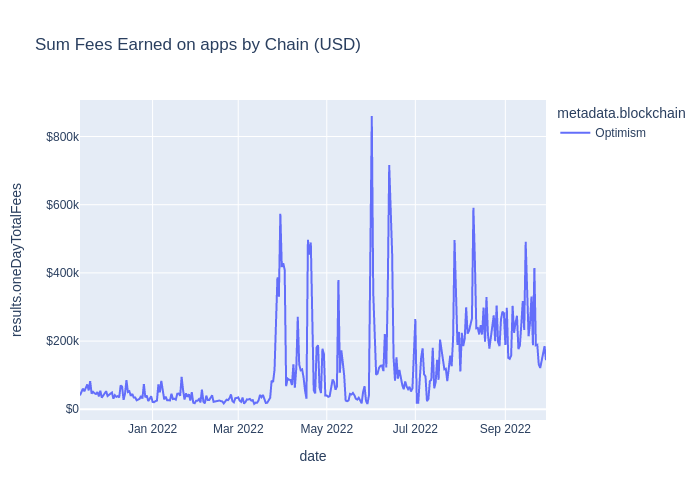 Sum Fees Earned on apps by Chain (USD)
metadata.blockchain
Optimism
$800k
$600k
$400k
$200k
$0
results.oneDayTotalFees
Jan 2022
Mar 2022
May 2022
Jul 2022
Sep 2022
date